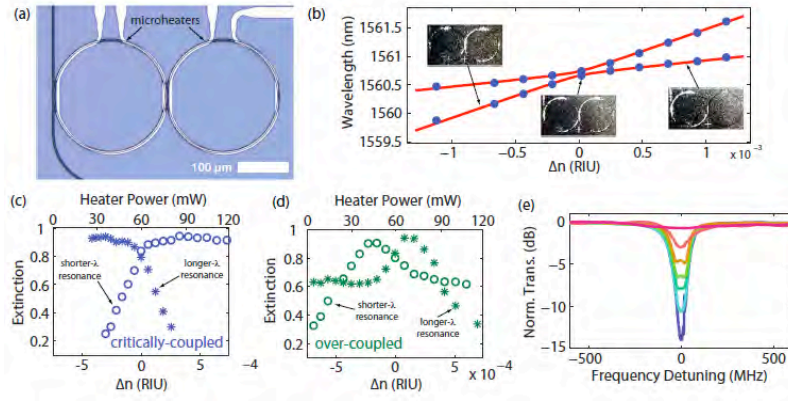 (a)
microheaters
100 µm
(b)
Wavelength (nm)
1561
1561
1560.5
1560
1559.5
−1
−0.5
0
0.5
1
× 10⁻³
Δn (RIU)
(c)
Heater Power (mW)
0
30
60
90
120
Extinction
1
0.8
0.6
0.4
0.2
shorter-λ
resonance
longer-λ
resonance
critically-coupled
−5
0
5
−4
Δn (RIU)
(d)
Heater Power (mW)
0
30
60
90
Extinction
1
0.8
0.6
0.4
0.2
shorter-λ
resonance
longer-λ
resonance
over-coupled
−5
0
5
× 10⁻⁴
Δn (RIU)
(e)
Norm. Trans. (dB)
0
−5
−10
−15
−500
0
500
Frequency Detuning (MHz)